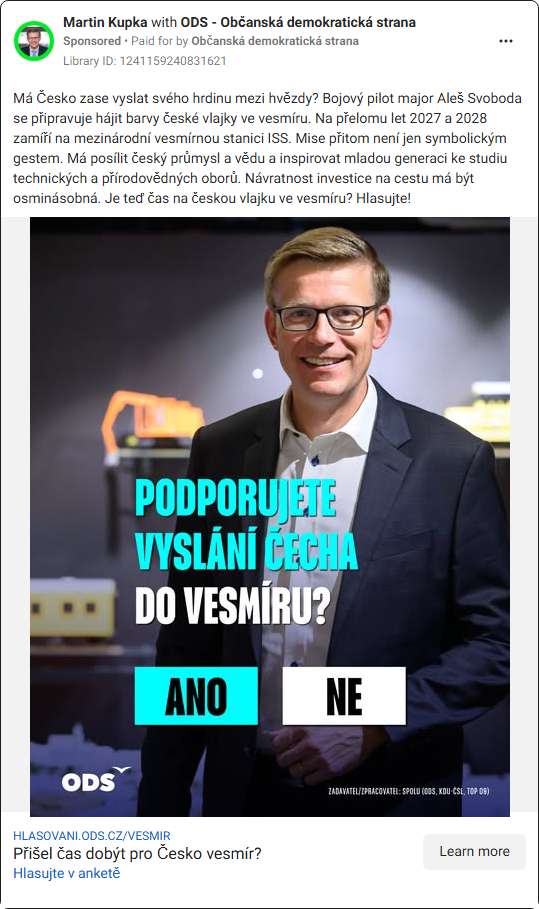 Martin Kupka with ODS - Občanská demokratická strana
Sponsored • Paid for by Občanská demokratická strana
Library ID: 1241159240831621
Má Česko zase vyslat svého hrdinu mezi hvězdy? Bojový pilot major Aleš Svoboda
se připravuje hájit barvy české vlajky ve vesmíru. Na přelomu let 2027 a 2028
zamíří na mezinárodní vesmírnou stanici ISS. Mise přitom není jen symbolickým
gestem. Má posílit český průmysl a vědu a inspirovat mladou generaci ke studiu
technických a přírodovědných oborů. Návratnost investice na cestu má být
osminásobná. Je teď čas na českou vlajku ve vesmíru? Hlasujte!
PODPORUJETE
VYSLÁNÍ ČECHA
DO VESMÍRU?
ANO NE
ODS
ZADAVATEL/ZPRACOVATEL: SPOLU (ODS, KDU-ČSL, TOP 09)
HLASOVANI.ODS.CZ/VESMIR
Přišel čas dobýt pro Česko vesmír?
Hlasujte v anketě
Learn more